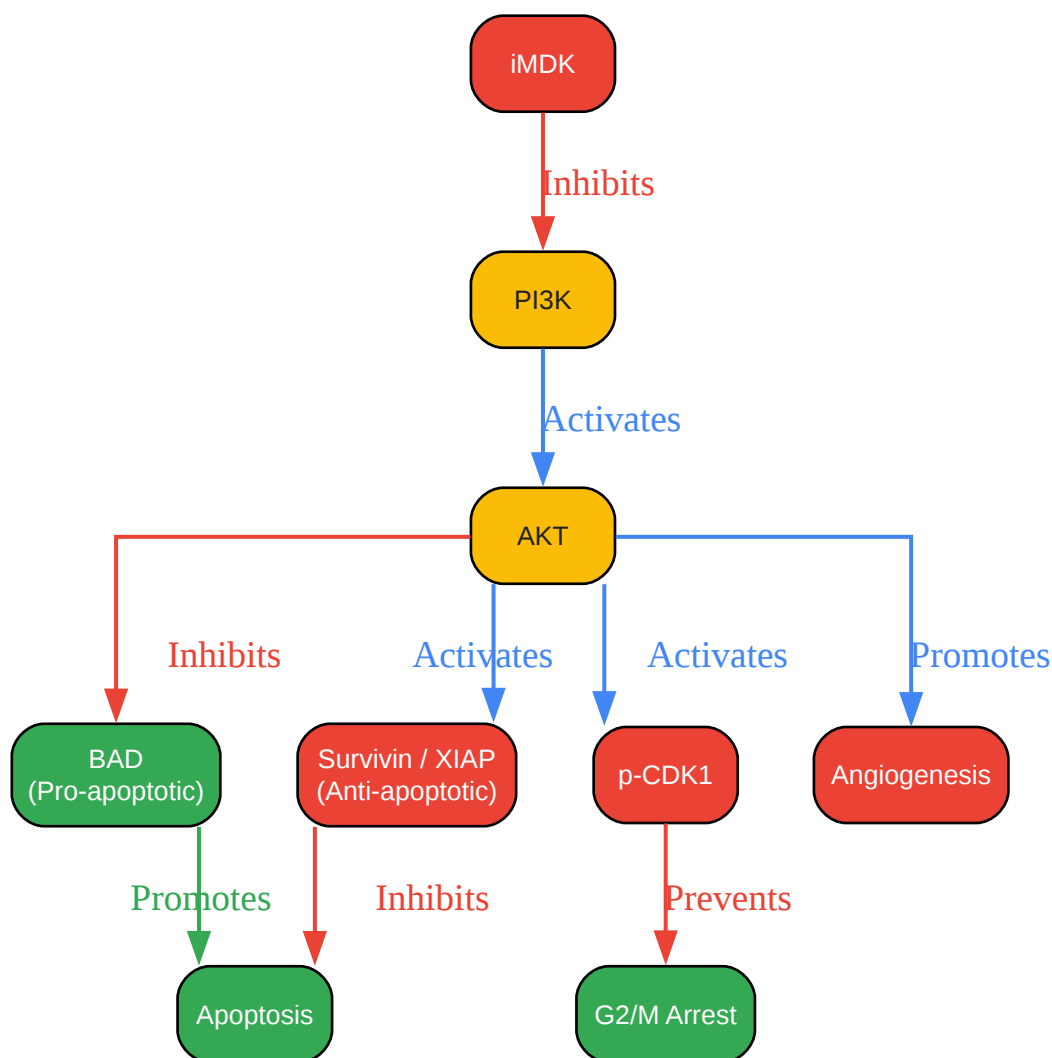 iMDK
Inhibits
PI3K
Activates
AKT
Inhibits
Activates
Activates
Promotes
BAD
(Pro-apoptotic)
Survivin / XIAP
(Anti-apoptotic)
p-CDK1
Angiogenesis
Promotes
Inhibits
Prevents
Apoptosis
G2/M Arrest